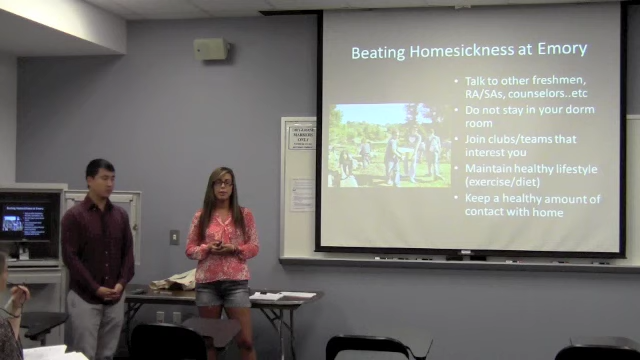 Beating Homesickness at Emory
• Talk to other freshmen,
RA/SAs, counselors..etc
• Do not stay in your dorm
room
• Join clubs/teams that
interest you
• Maintain healthy lifestyle
(exercise/diet)
• Keep a healthy amount of
contact with home